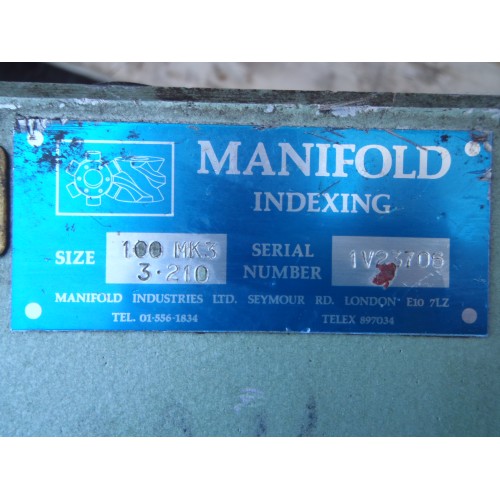 MANIFOLD
INDEXING
SIZE 100 MK3
3·210
SERIAL NUMBER 1V23706
MANIFOLD INDUSTRIES LTD. SEYMOUR RD. LONDON E10 7LZ
TEL. 01-556-1834 TELEX 897034